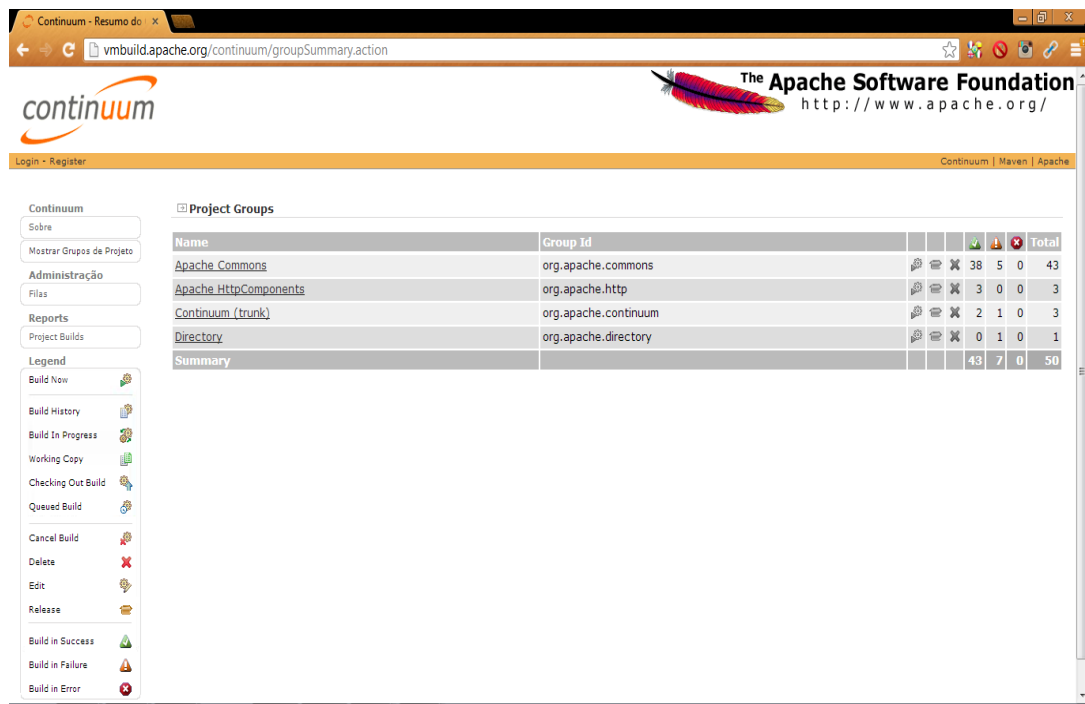 Continuum - Resumo do
vmbuild.apache.org/continuum/groupSummary.action
continuum
The Apache Software Foundation
http://www.apache.org/
Login - Register
Continuum | Maven | Apache
Continuum
Sobre
Mostrar Grupos de Projeto
Administração
Filas
Reports
Project Builds
Legend
Build Now
Build History
Build In Progress
Working Copy
Checking Out Build
Queued Build
Cancel Build
Delete
Edit
Release
Build in Success
Build in Failure
Build in Error
Project Groups
Name Group Id Total
Apache Commons org.apache.commons 38 5 0 43
Apache HttpComponents org.apache.http 3 0 0 3
Continuum (trunk) org.apache.continuum 2 1 0 3
Directory org.apache.directory 0 1 0 1
Summary 43 7 0 50